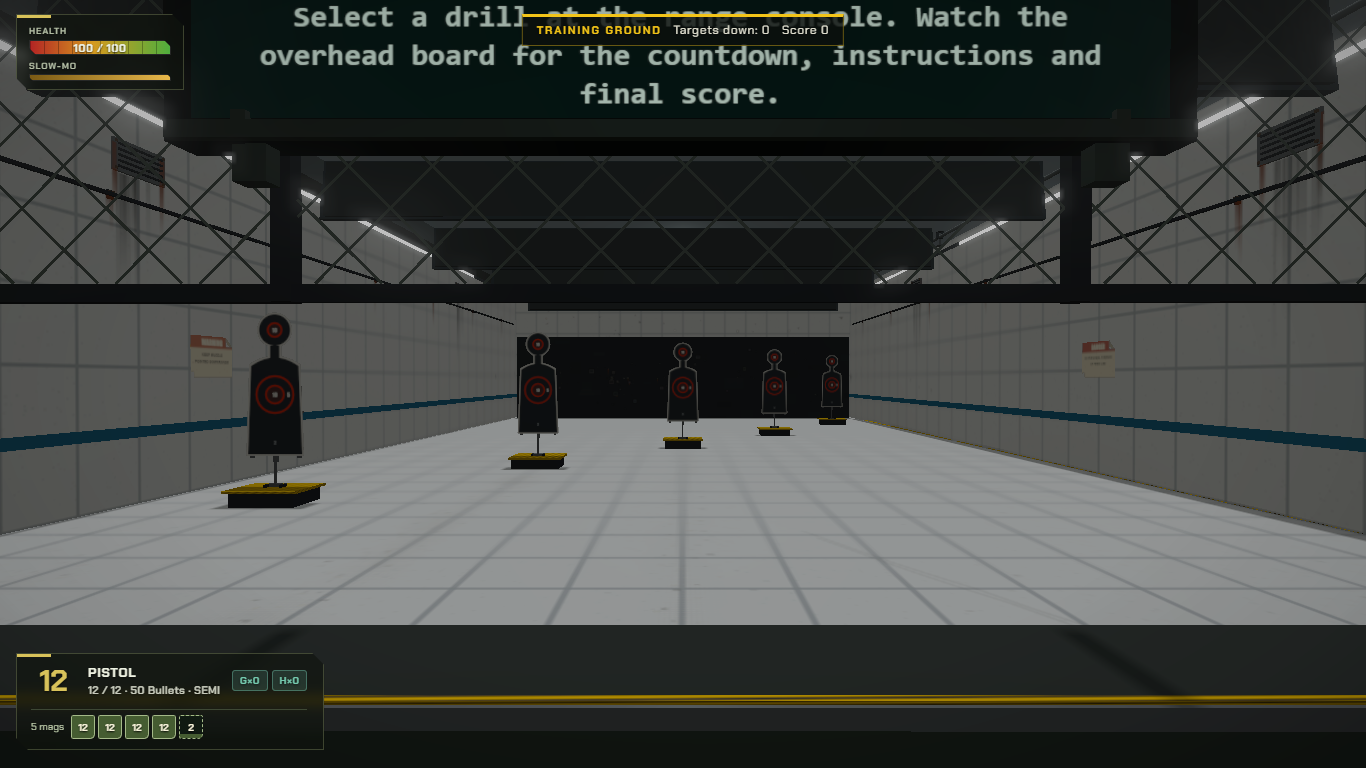 Select a drill at the range console. Watch the
overhead board for the countdown, instructions and
final score.
HEALTH
100 / 100
SLOW-MO
TRAINING GROUND Targets down: 0 Score 0
12
PISTOL
12 / 12 · 50 Bullets · SEMI
G×0 H×0
5 mags 12 12 12 12 2